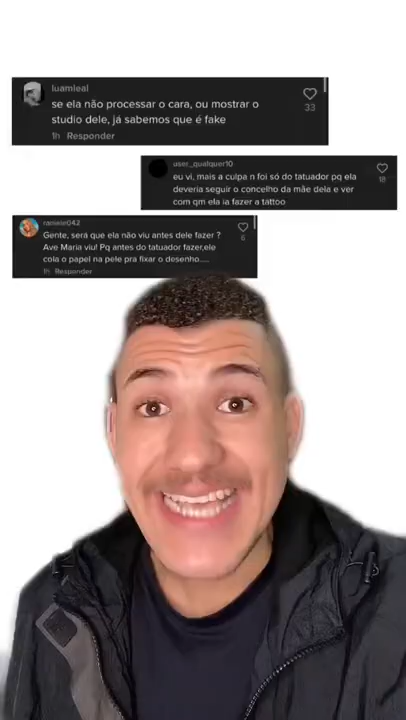 luamleal
se ela não processar o cara, ou mostrar o
studio dele, já sabemos que é fake
33
1h Responder
user_qualquer10
eu vi, mais a culpa n foi só do tatuador pq ela
deveria seguir o concelho da mãe dela e ver
com qm ela ia fazer a tattoo
18
raniele042
Gente, será que ela não viu antes dele fazer ?
Ave Maria viu! Pq antes do tatuador fazer,ele
cola o papel na pele pra fixar o desenho.....
6
1h Responder